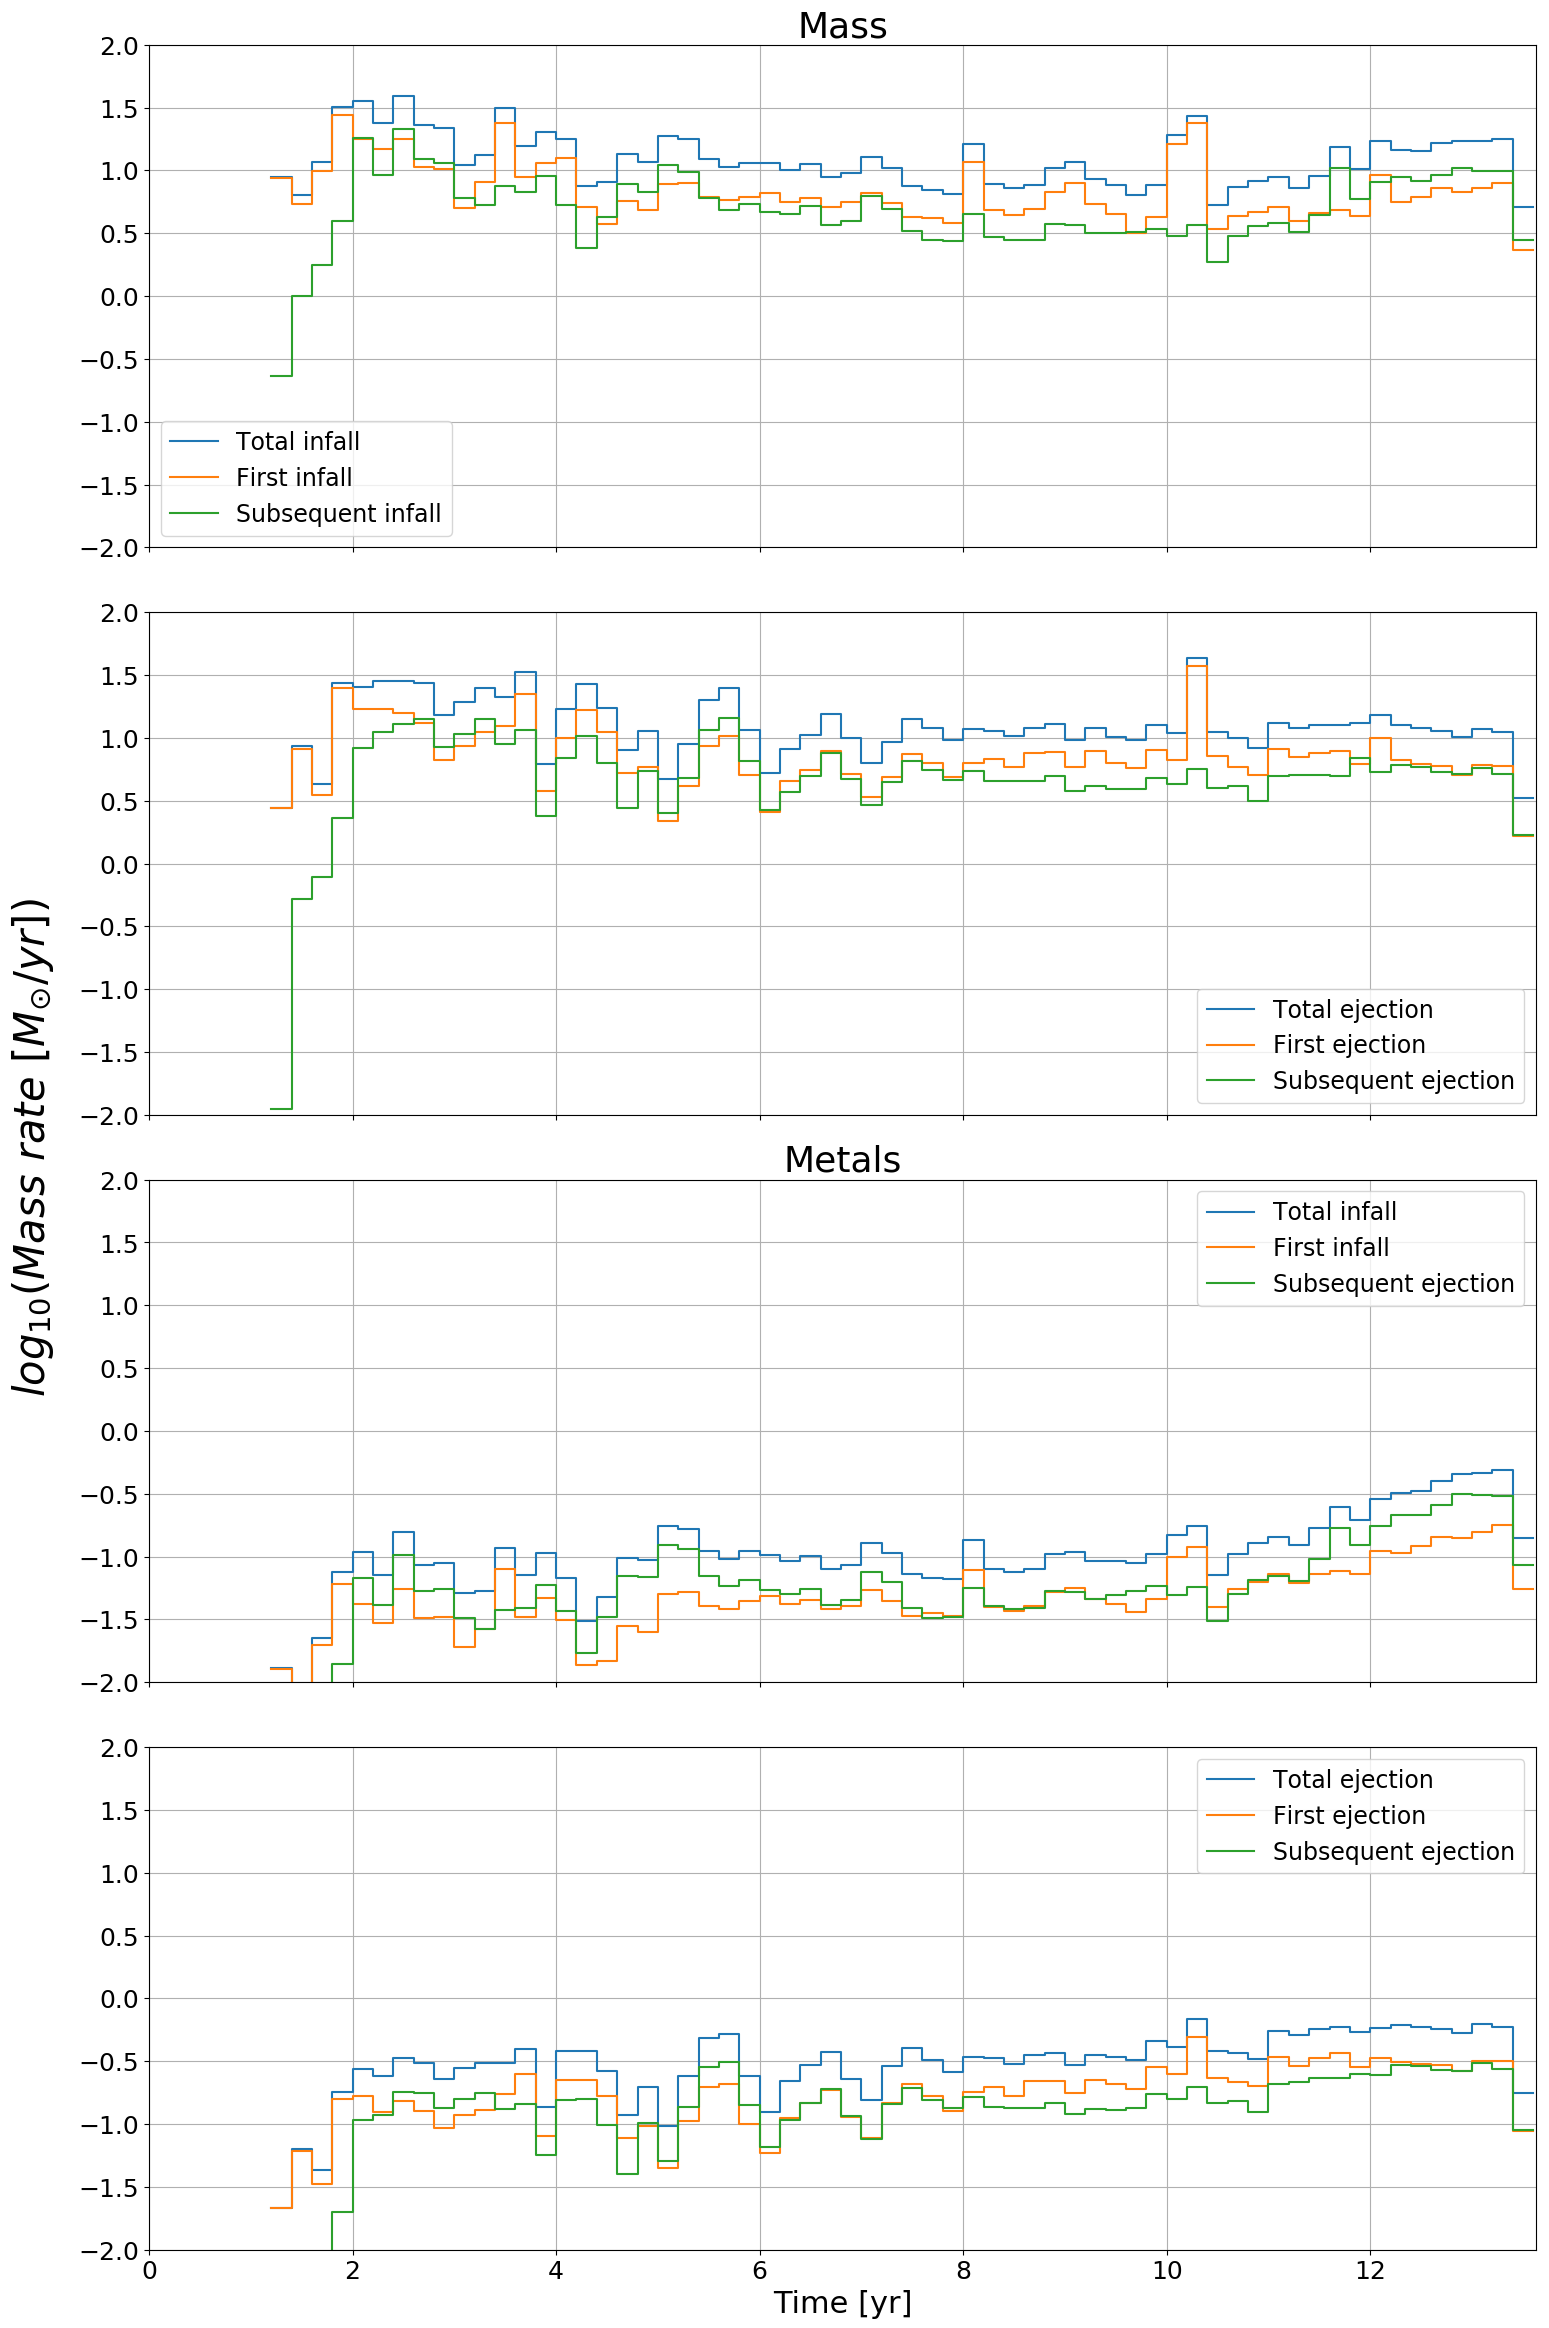 Mass
2.0
1.5
1.0
0.5
0.0
−0.5
−1.0
−1.5
−2.0
Total infall
First infall
Subsequent infall
2.0
1.5
1.0
0.5
0.0
−0.5
−1.0
−1.5
−2.0
Total ejection
First ejection
Subsequent ejection
log10(Mass rate [M⊙/yr])
Metals
2.0
1.5
1.0
0.5
0.0
−0.5
−1.0
−1.5
−2.0
Total infall
First infall
Subsequent ejection
2.0
1.5
1.0
0.5
0.0
−0.5
−1.0
−1.5
−2.0
Total ejection
First ejection
Subsequent ejection
0 2 4 6 8 10 12
Time [yr]